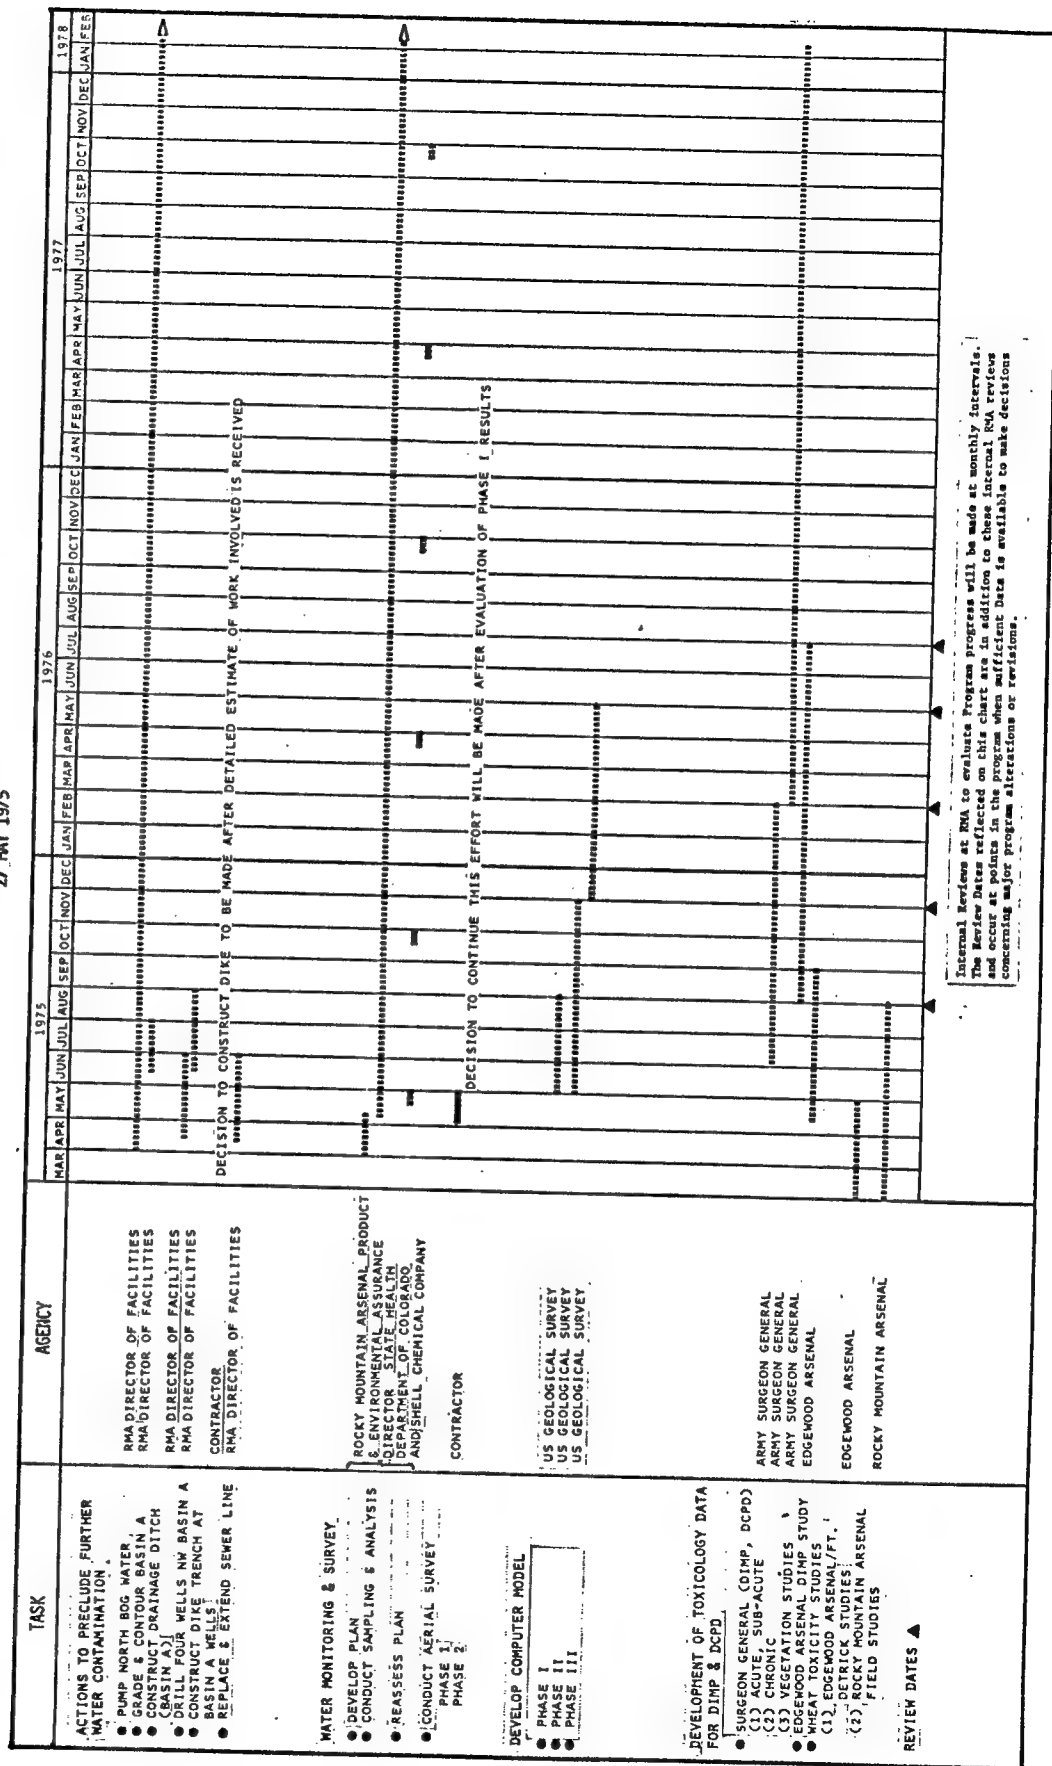 27 MAY 1975
TASK
AGENCY
1975
1976
1977
1978
MAR APR MAY JUN JUL AUG SEP OCT NOV DEC JAN FEB MAR APR MAY JUN JUL AUG SEP OCT NOV DEC JAN FEB MAR APR MAY JUN JUL AUG SEP OCT NOV DEC JAN FEB
ACTIONS TO PRECLUDE FURTHER
WATER CONTAMINATION
● PUMP NORTH BOG WATER
RMA DIRECTOR OF FACILITIES
● GRADE & CONTOUR BASIN A
RMA DIRECTOR OF FACILITIES
● CONSTRUCT DRAINAGE DITCH
(BASIN A)
RMA DIRECTOR OF FACILITIES
● DRILL FOUR WELLS NW BASIN A
RMA DIRECTOR OF FACILITIES
● CONSTRUCT DIKE TRENCH AT
BASIN A WELLS
CONTRACTOR
DECISION TO CONSTRUCT DIKE TO BE MADE AFTER DETAILED ESTIMATE OF WORK INVOLVED IS RECEIVED
● REPLACE & EXTEND SEWER LINE
RMA DIRECTOR OF FACILITIES
WATER MONITORING & SURVEY
● DEVELOP PLAN
● CONDUCT SAMPLING & ANALYSIS
● REASSESS PLAN
ROCKY MOUNTAIN ARSENAL PRODUCT
& ENVIRONMENTAL ASSURANCE
DIRECTOR STATE HEALTH
DEPARTMENT OF COLORADO
AND SHELL CHEMICAL COMPANY
● CONDUCT AERIAL SURVEY
PHASE 1
CONTRACTOR
PHASE 2
DECISION TO CONTINUE THIS EFFORT WILL BE MADE AFTER EVALUATION OF PHASE I RESULTS
DEVELOP COMPUTER MODEL
● PHASE I
US GEOLOGICAL SURVEY
● PHASE II
US GEOLOGICAL SURVEY
● PHASE III
US GEOLOGICAL SURVEY
DEVELOPMENT OF TOXICOLOGY DATA
FOR DIMP & DCPD
● SURGEON GENERAL (DIMP, DCPD)
(1) ACUTE, SUB-ACUTE
ARMY SURGEON GENERAL
(2) CHRONIC
ARMY SURGEON GENERAL
(3) VEGETATION STUDIES
ARMY SURGEON GENERAL
● EDGEWOOD ARSENAL DIMP STUDY
EDGEWOOD ARSENAL
● WHEAT TOXICITY STUDIES
(1) EDGEWOOD ARSENAL/FT.
DETRICK STUDIES
EDGEWOOD ARSENAL
(2) ROCKY MOUNTAIN ARSENAL
FIELD STUDIES
ROCKY MOUNTAIN ARSENAL
REVIEW DATES ▲
Internal Reviews at RMA to evaluate Program progress will be made at monthly intervals.
The Review Dates reflected on this chart are in addition to these internal RMA reviews
and occur at points in the program when sufficient Data is available to make decisions
concerning major program alterations or revisions.